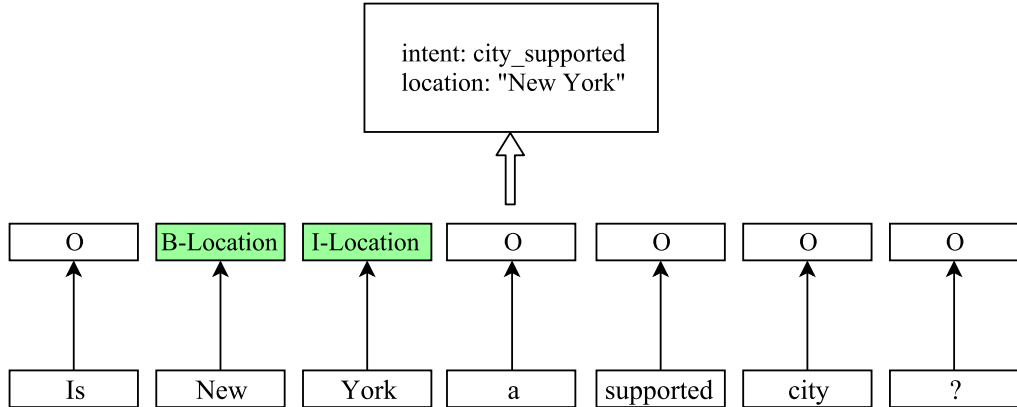 intent: city_supported
location: "New York"
O B-Location I-Location O O O O
Is New York a supported city ?